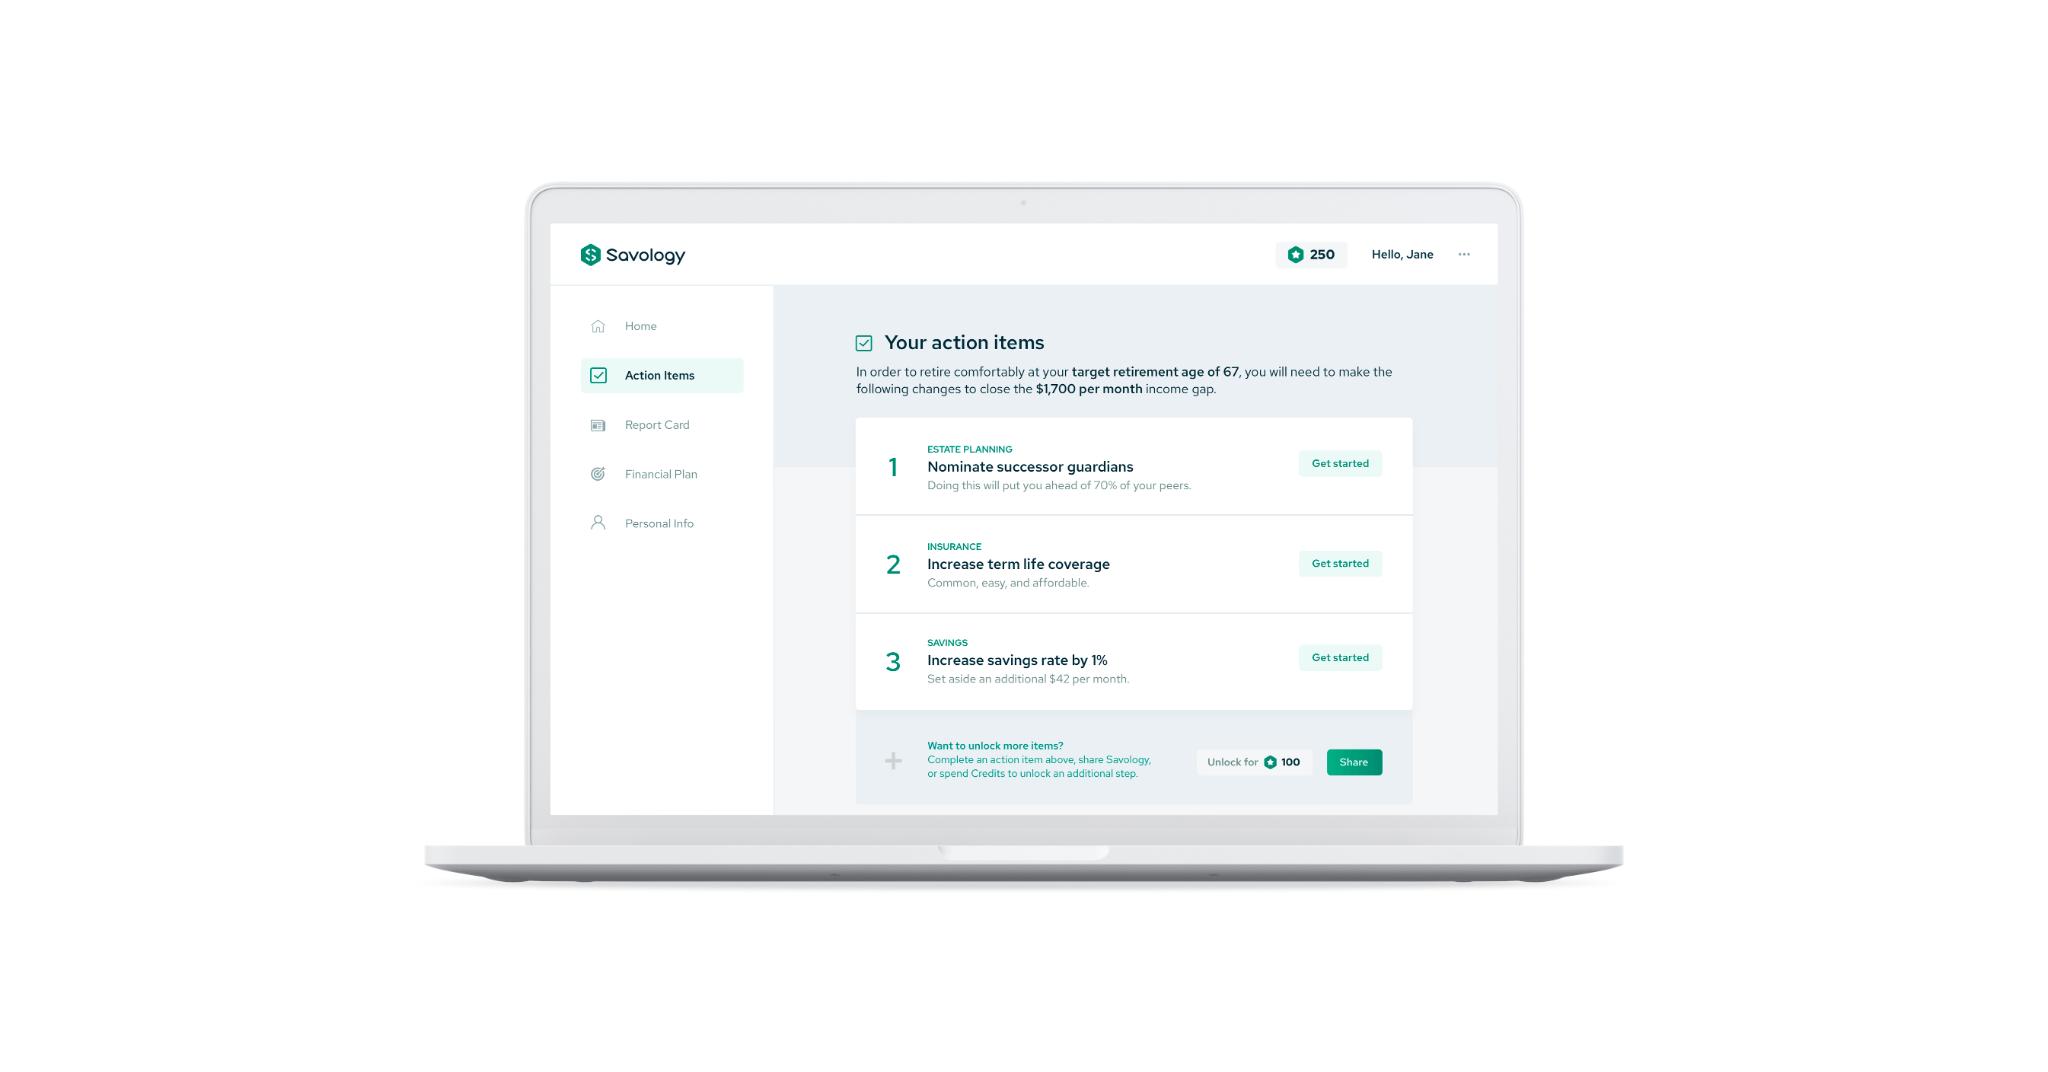 Savology
250
Hello, Jane
Home
Action Items
Report Card
Financial Plan
Personal Info
Your action items
In order to retire comfortably at your target retirement age of 67, you will need to make the
following changes to close the $1,700 per month income gap.
1
ESTATE PLANNING
Nominate successor guardians
Doing this will put you ahead of 70% of your peers.
Get started
2
INSURANCE
Increase term life coverage
Common, easy, and affordable.
Get started
3
SAVINGS
Increase savings rate by 1%
Set aside an additional $42 per month.
Get started
Want to unlock more items?
Complete an action item above, share Savology,
or spend Credits to unlock an additional step.
Unlock for 100
Share